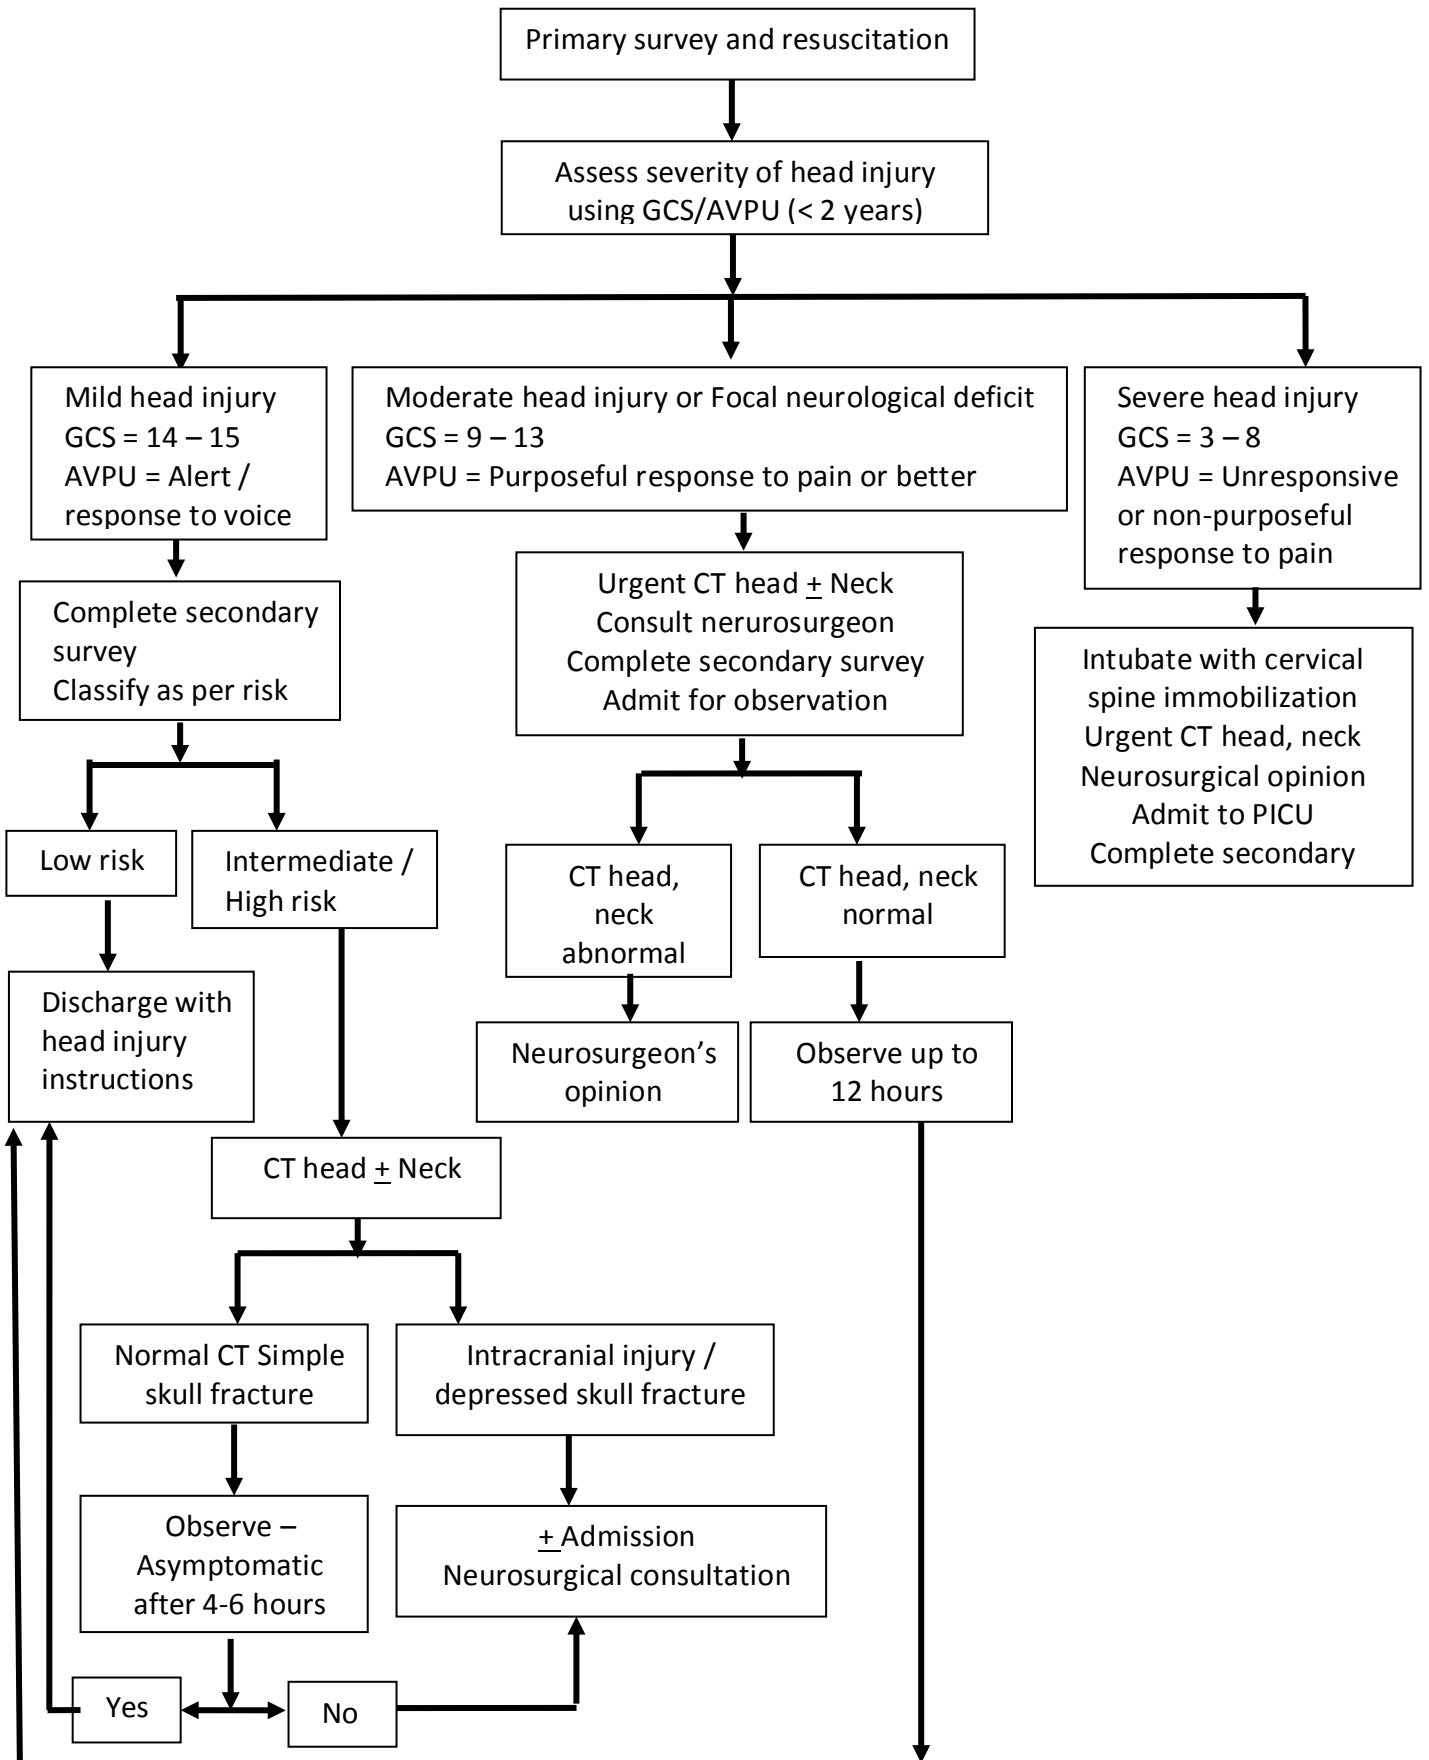 Primary survey and resuscitation
Assess severity of head injury
using GCS/AVPU (< 2 years)
Mild head injury
GCS = 14 – 15
AVPU = Alert /
response to voice
Moderate head injury or Focal neurological deficit
GCS = 9 – 13
AVPU = Purposeful response to pain or better
Severe head injury
GCS = 3 – 8
AVPU = Unresponsive
or non-purposeful
response to pain
Complete secondary
survey
Classify as per risk
Urgent CT head ± Neck
Consult nerurosurgeon
Complete secondary survey
Admit for observation
Intubate with cervical
spine immobilization
Urgent CT head, neck
Neurosurgical opinion
Admit to PICU
Complete secondary
Low risk
Intermediate /
High risk
CT head,
neck
abnormal
CT head, neck
normal
Discharge with
head injury
instructions
Neurosurgeon’s
opinion
Observe up to
12 hours
CT head ± Neck
Normal CT Simple
skull fracture
Intracranial injury /
depressed skull fracture
Observe –
Asymptomatic
after 4-6 hours
± Admission
Neurosurgical consultation
Yes
No